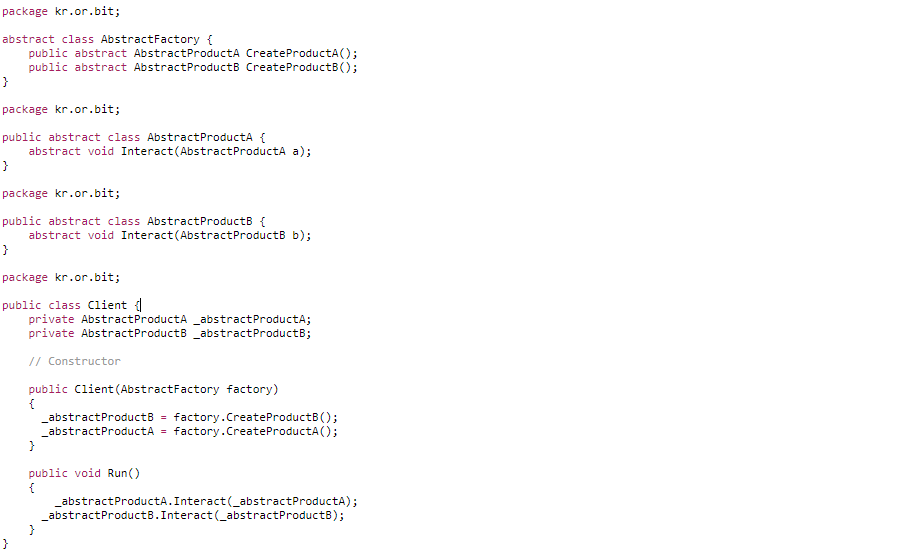 package kr.or.bit;
abstract class AbstractFactory {
public abstract AbstractProductA CreateProductA();
public abstract AbstractProductB CreateProductB();
}
package kr.or.bit;
public abstract class AbstractProductA {
abstract void Interact(AbstractProductA a);
}
package kr.or.bit;
public abstract class AbstractProductB {
abstract void Interact(AbstractProductB b);
}
package kr.or.bit;
public class Client {
private AbstractProductA _abstractProductA;
private AbstractProductB _abstractProductB;
// Constructor
public Client(AbstractFactory factory)
{
_abstractProductB = factory.CreateProductB();
_abstractProductA = factory.CreateProductA();
}
public void Run()
{
_abstractProductA.Interact(_abstractProductA);
_abstractProductB.Interact(_abstractProductB);
}
}